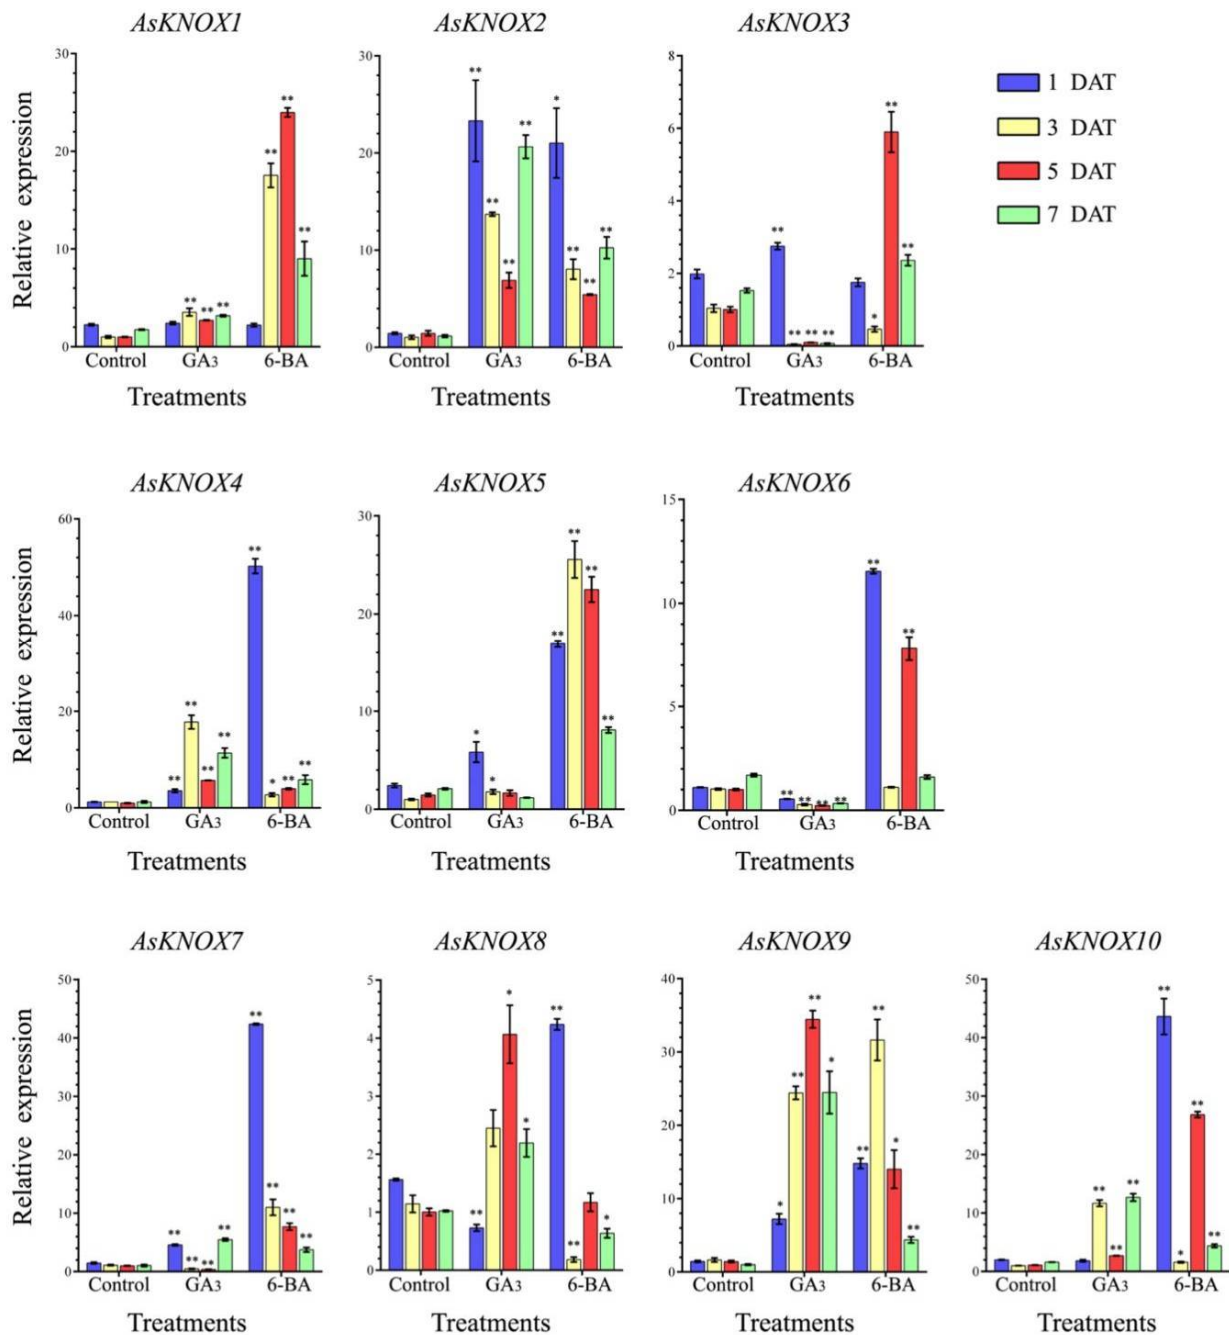 AsKNOX1 AsKNOX2 AsKNOX3
1 DAT
3 DAT
5 DAT
7 DAT
Relative expression
30
20
10
0
** ** ** ** ** **
Control GA3 6-BA
Treatments
30
20
10
0
** ** ** ** * ** ** **
Control GA3 6-BA
Treatments
8
6
4
2
0
** ** ** ** * ** **
Control GA3 6-BA
Treatments
AsKNOX4 AsKNOX5 AsKNOX6
Relative expression
60
40
20
0
** ** ** ** ** * ** **
Control GA3 6-BA
Treatments
30
20
10
0
* * ** ** ** **
Control GA3 6-BA
Treatments
15
10
5
0
** ** ** ** ** **
Control GA3 6-BA
Treatments
AsKNOX7 AsKNOX8 AsKNOX9 AsKNOX10
Relative expression
50
40
30
20
10
0
** ** ** ** ** ** ** **
Control GA3 6-BA
Treatments
5
4
3
2
1
0
** * * ** ** *
Control GA3 6-BA
Treatments
40
30
20
10
0
* ** ** * ** ** * **
Control GA3 6-BA
Treatments
50
40
30
20
10
0
** ** ** ** * ** **
Control GA3 6-BA
Treatments